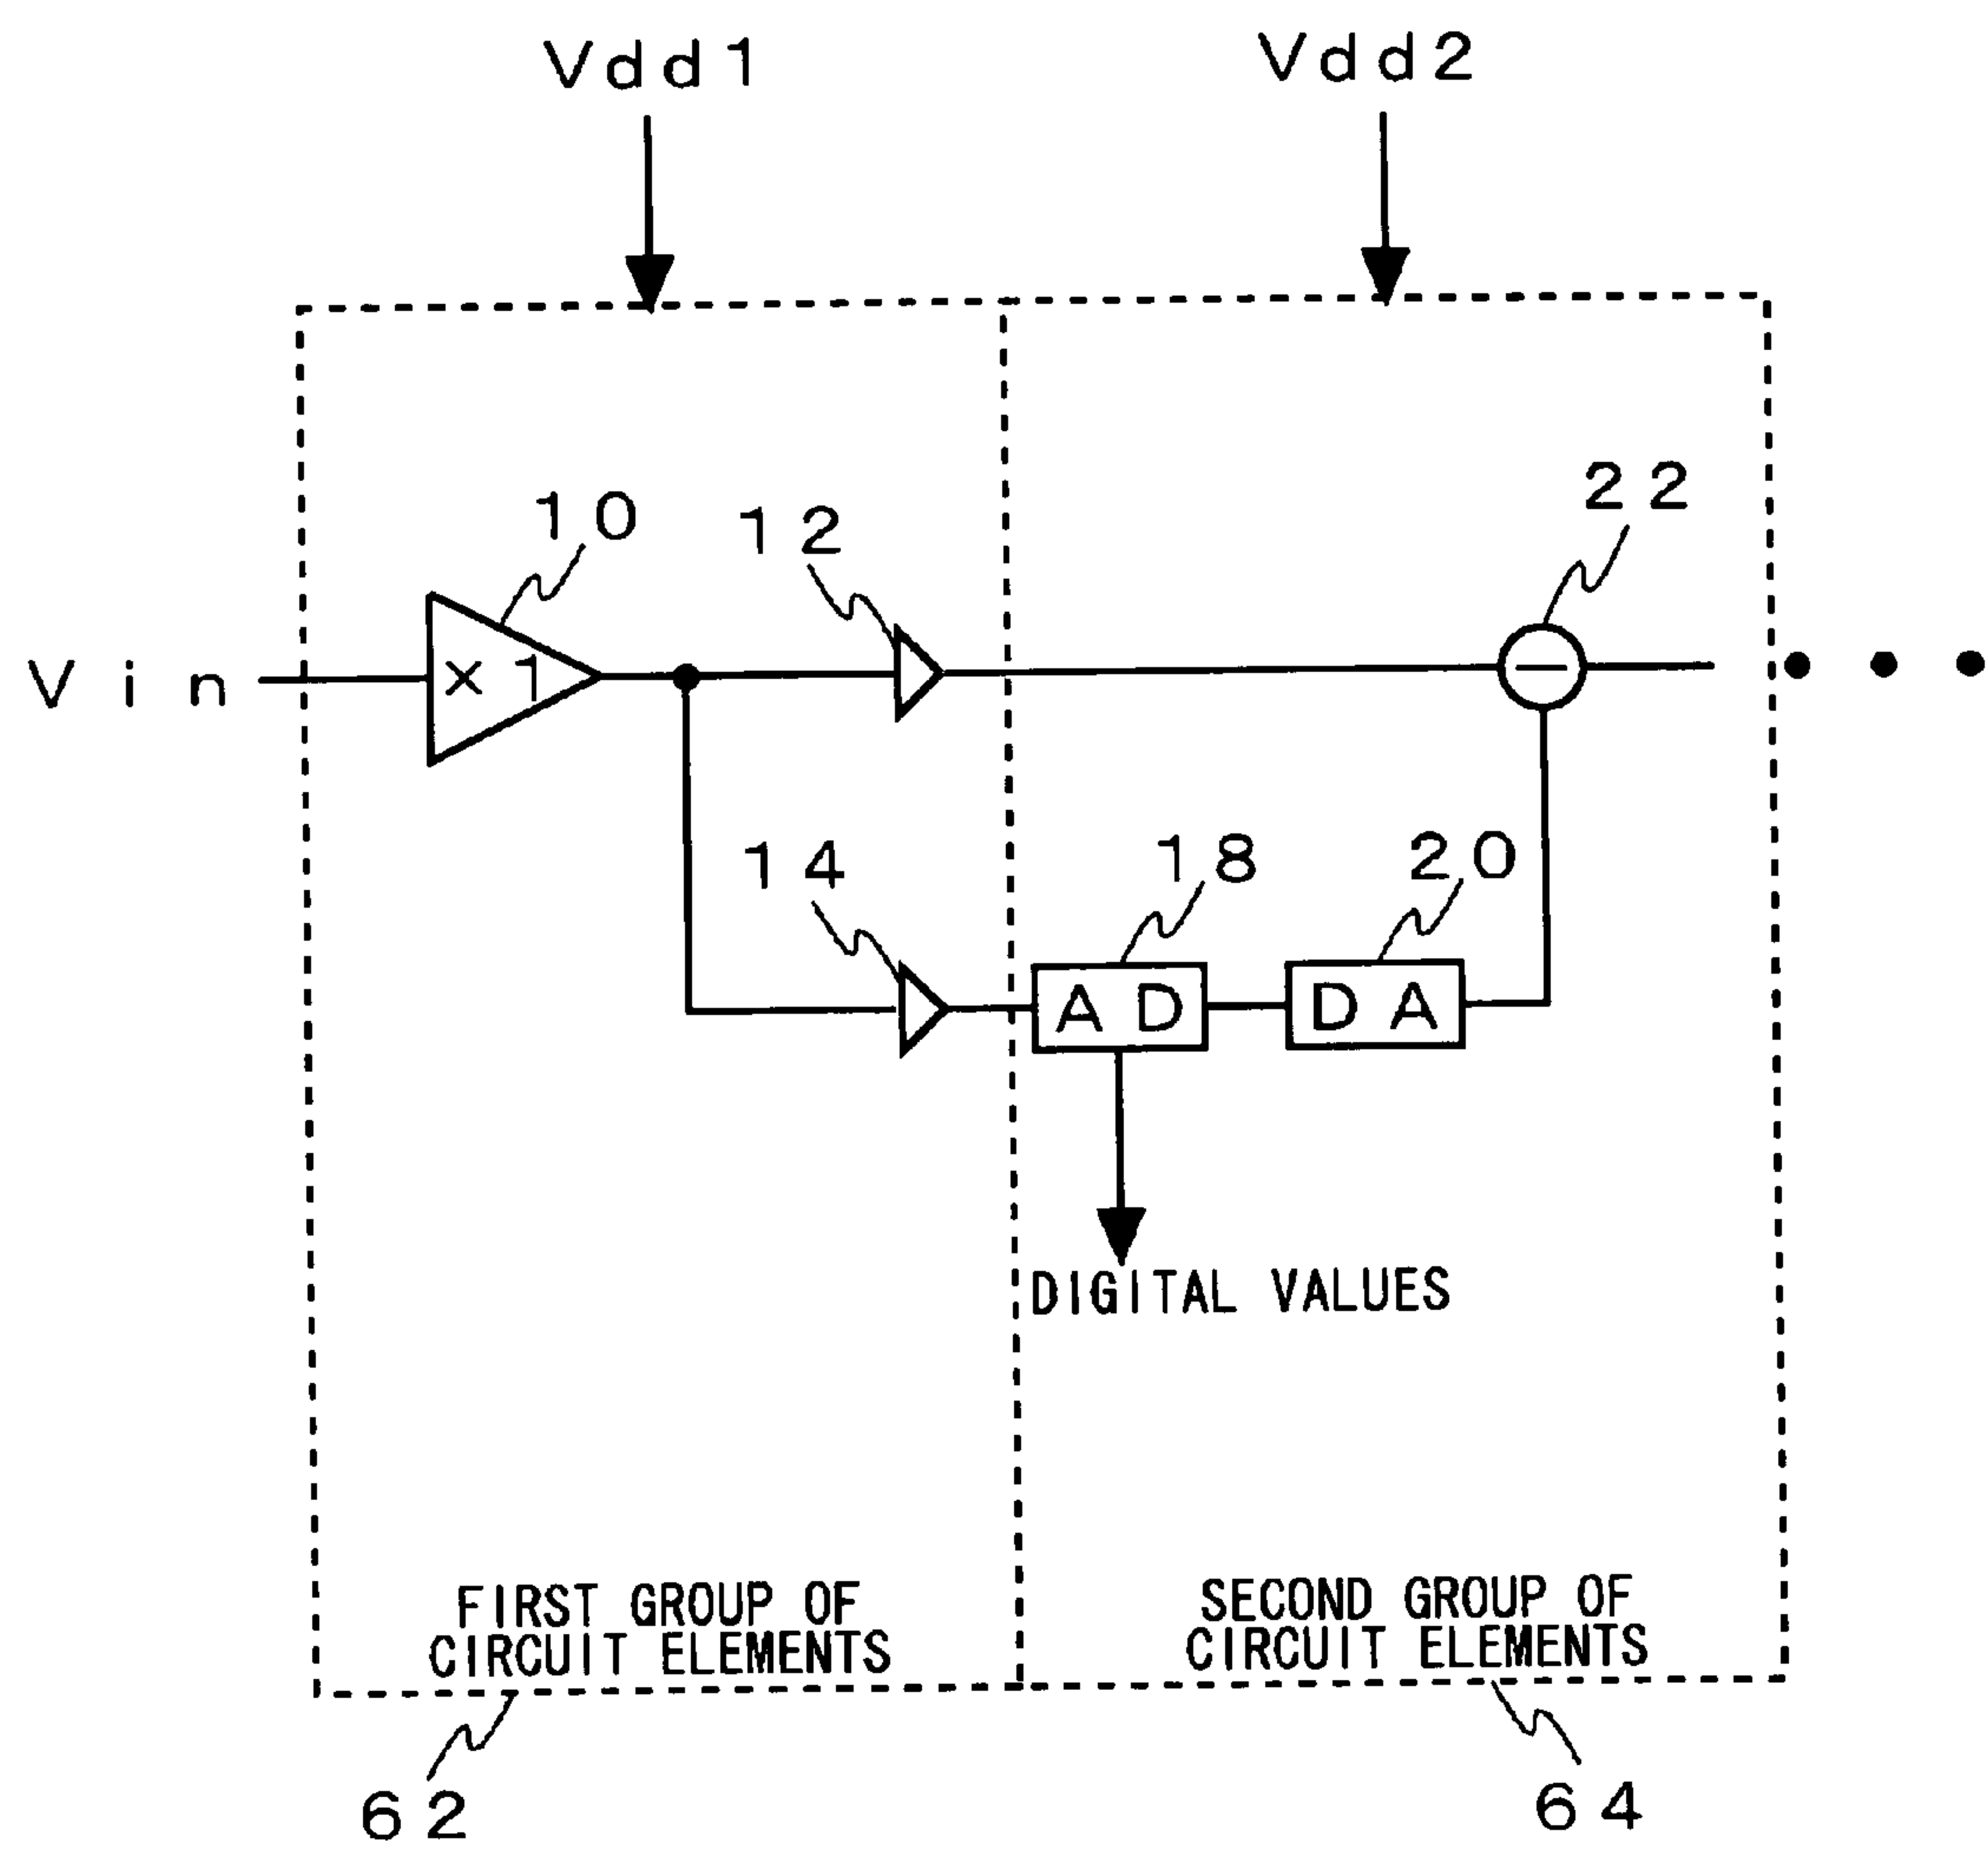 Vdd1
Vdd2
10
12
22
Vin
×1
−
14
18
20
AD
DA
DIGITAL VALUES
FIRST GROUP OF
CIRCUIT ELEMENTS
SECOND GROUP OF
CIRCUIT ELEMENTS
62
64